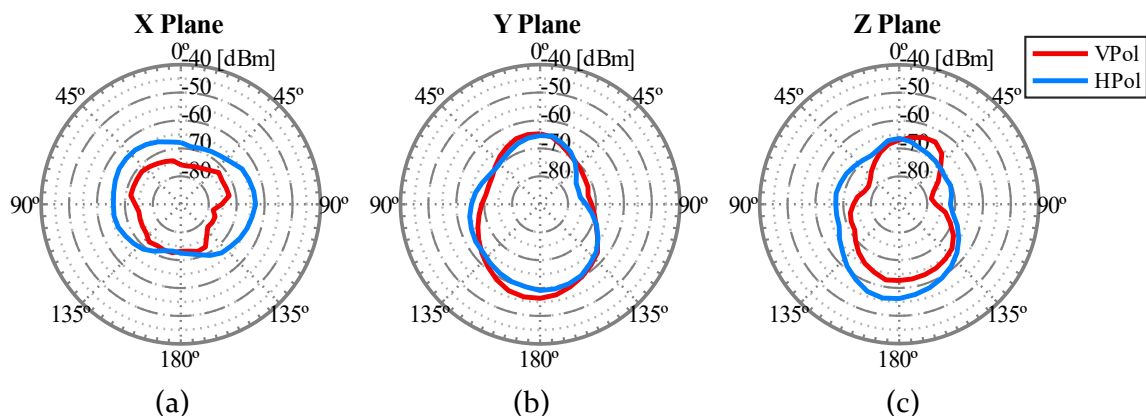 X Plane
0º
-40 [dBm]
-50
-60
-70
-80
45º
45º
90º
90º
135º
135º
180º
(a)
Y Plane
0º
-40 [dBm]
-50
-60
-70
-80
45º
45º
90º
90º
135º
135º
180º
(b)
Z Plane
0º
-40 [dBm]
-50
-60
-70
-80
45º
45º
90º
90º
135º
135º
180º
(c)
VPol
HPol